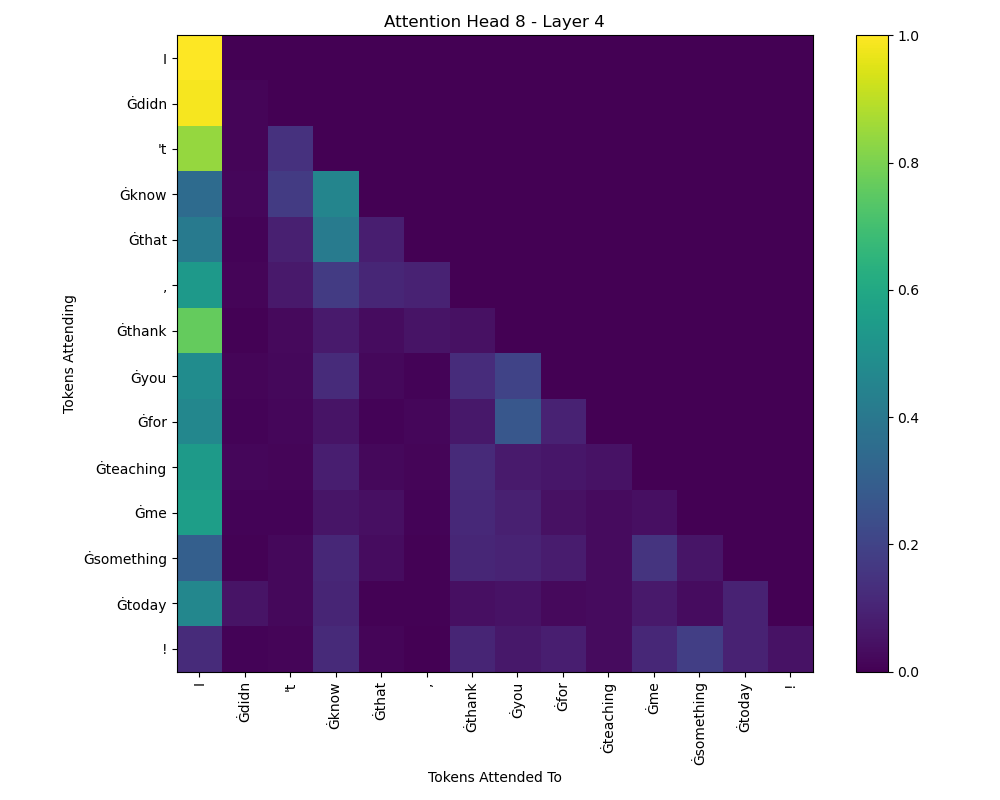 Attention Head 8 - Layer 4
Tokens Attending
I
Ġdidn
't
Ġknow
Ġthat
,
Ġthank
Ġyou
Ġfor
Ġteaching
Ġme
Ġsomething
Ġtoday
!
I
Ġdidn
't
Ġknow
Ġthat
,
Ġthank
Ġyou
Ġfor
Ġteaching
Ġme
Ġsomething
Ġtoday
!
Tokens Attended To
1.0
0.8
0.6
0.4
0.2
0.0